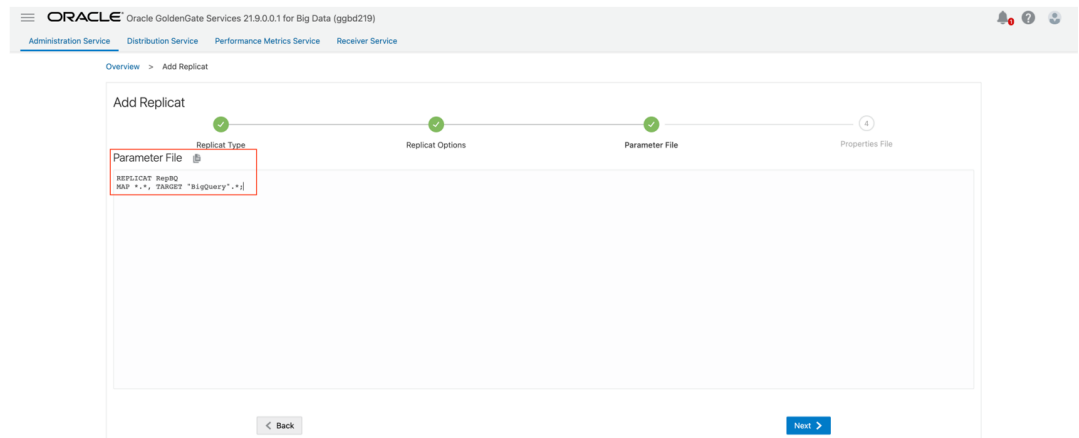 ORACLE Oracle GoldenGate Services 21.9.0.0.1 for Big Data (ggbd219)
0
Administration Service Distribution Service Performance Metrics Service Receiver Service
Overview > Add Replicat
Add Replicat
4
Replicat Type Replicat Options Parameter File Properties File
Parameter File
REPLICAT RepBQ
MAP *.*, TARGET "BigQuery".*;
< Back Next >